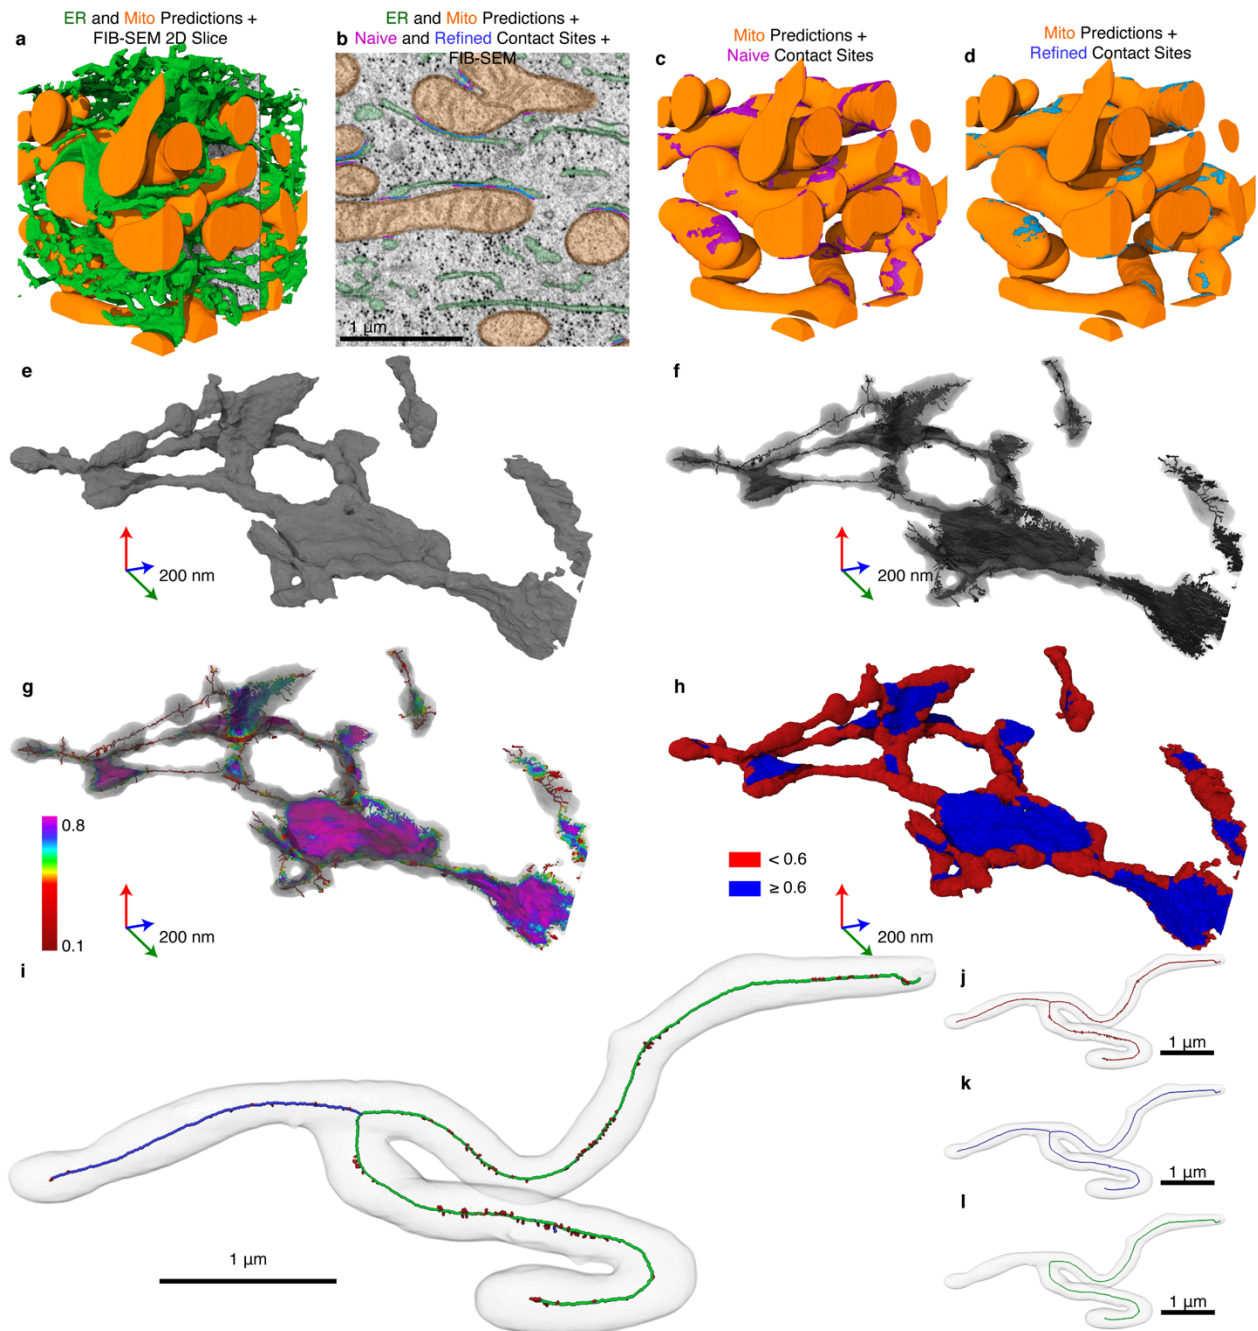 a
ER and Mito Predictions +
FIB-SEM 2D Slice
b
ER and Mito Predictions +
Naive and Refined Contact Sites +
FIB-SEM
1 µm
c
Mito Predictions +
Naive Contact Sites
d
Mito Predictions +
Refined Contact Sites
e
200 nm
f
200 nm
g
0.8
0.1
200 nm
h
< 0.6
≥ 0.6
200 nm
i
1 µm
j
1 µm
k
1 µm
l
1 µm